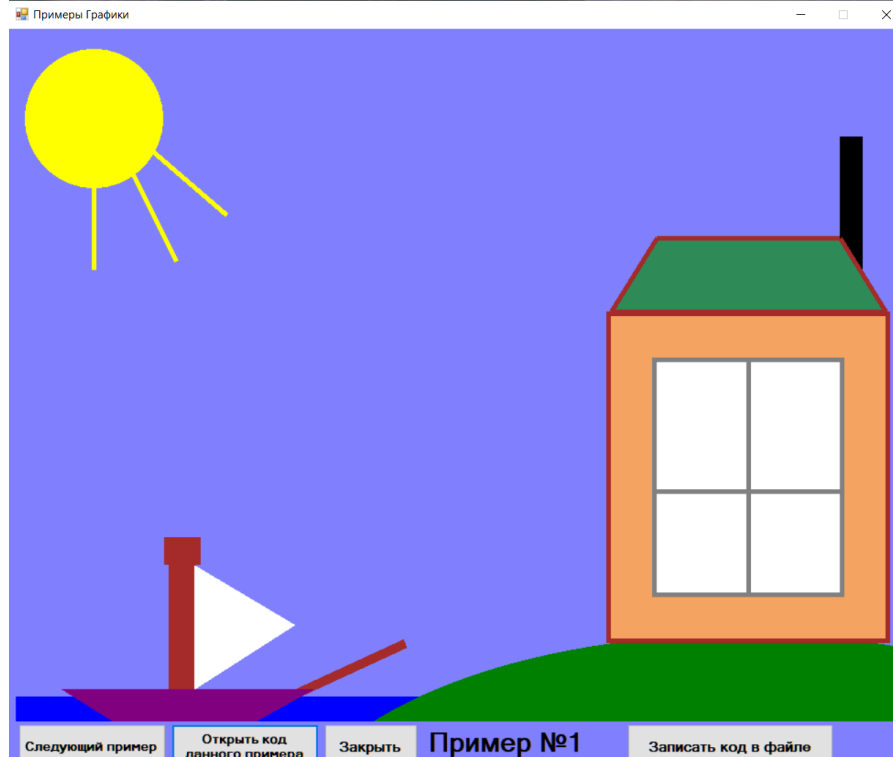 Примеры Графики
Следующий пример
Открыть код
данного примера
Закрыть
Пример №1
Записать код в файле